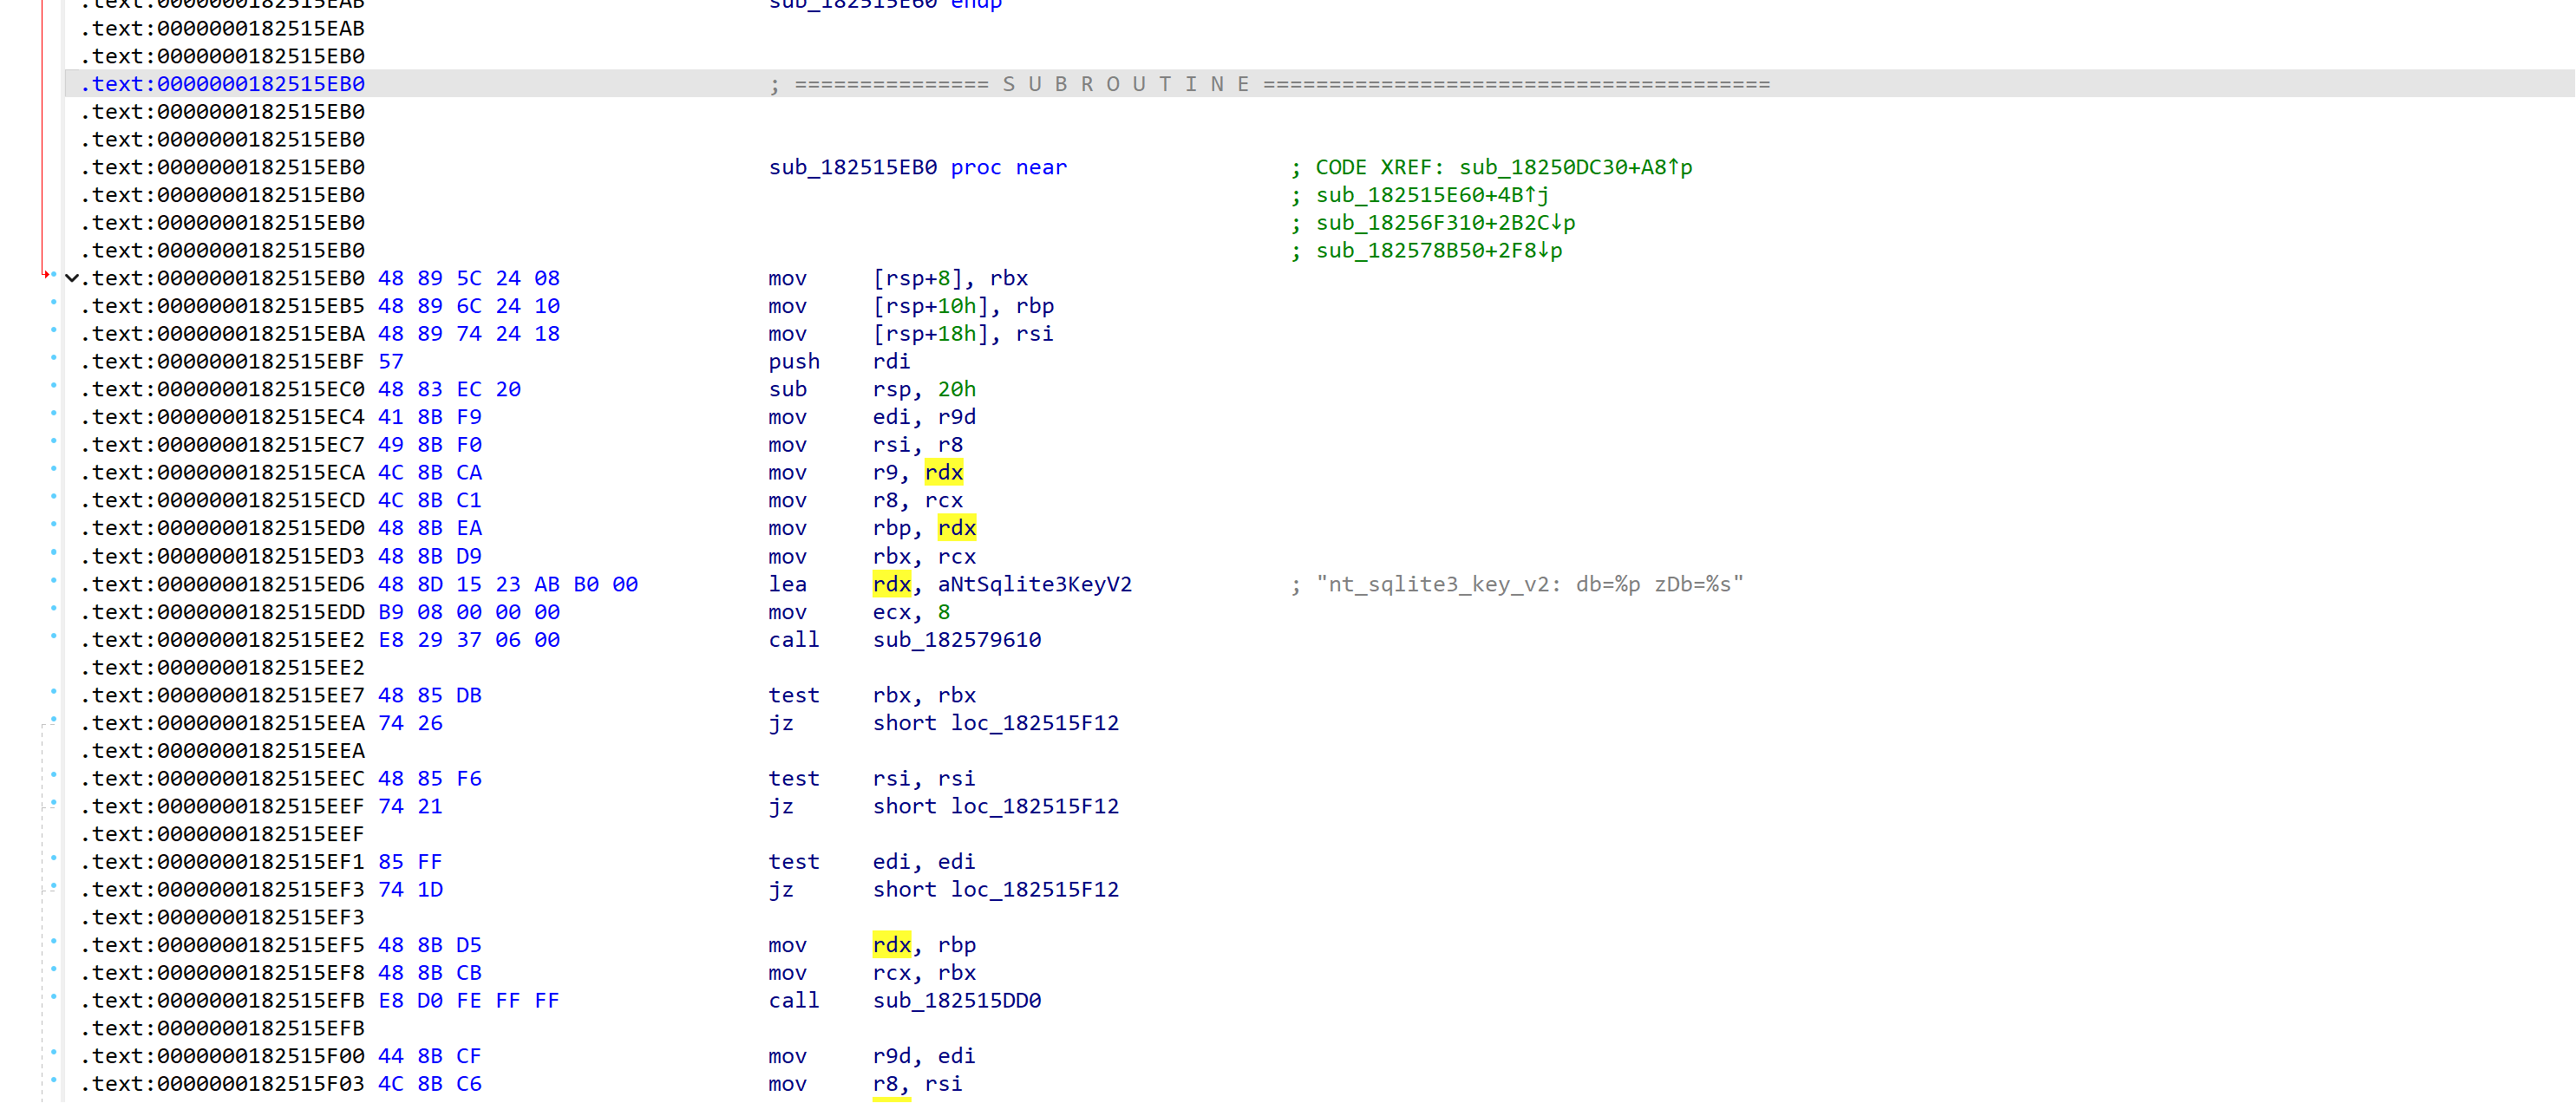 .text:0000000182515EAB sub_182515E60 endp
.text:0000000182515EAB
.text:0000000182515EB0
.text:0000000182515EB0 ; =============== S U B R O U T I N E =======================================
.text:0000000182515EB0
.text:0000000182515EB0
.text:0000000182515EB0 sub_182515EB0 proc near ; CODE XREF: sub_18250DC30+A8↑p
.text:0000000182515EB0 ; sub_182515E60+4B↑j
.text:0000000182515EB0 ; sub_18256F310+2B2C↓p
.text:0000000182515EB0 ; sub_182578B50+2F8↓p
.text:0000000182515EB0 48 89 5C 24 08 mov [rsp+8], rbx
.text:0000000182515EB5 48 89 6C 24 10 mov [rsp+10h], rbp
.text:0000000182515EBA 48 89 74 24 18 mov [rsp+18h], rsi
.text:0000000182515EBF 57 push rdi
.text:0000000182515EC0 48 83 EC 20 sub rsp, 20h
.text:0000000182515EC4 41 8B F9 mov edi, r9d
.text:0000000182515EC7 49 8B F0 mov rsi, r8
.text:0000000182515ECA 4C 8B CA mov r9, rdx
.text:0000000182515ECD 4C 8B C1 mov r8, rcx
.text:0000000182515ED0 48 8B EA mov rbp, rdx
.text:0000000182515ED3 48 8B D9 mov rbx, rcx
.text:0000000182515ED6 48 8D 15 23 AB B0 00 lea rdx, aNtSqlite3KeyV2 ; "nt_sqlite3_key_v2: db=%p zDb=%s"
.text:0000000182515EDD B9 08 00 00 00 mov ecx, 8
.text:0000000182515EE2 E8 29 37 06 00 call sub_182579610
.text:0000000182515EE2
.text:0000000182515EE7 48 85 DB test rbx, rbx
.text:0000000182515EEA 74 26 jz short loc_182515F12
.text:0000000182515EEA
.text:0000000182515EEC 48 85 F6 test rsi, rsi
.text:0000000182515EEF 74 21 jz short loc_182515F12
.text:0000000182515EEF
.text:0000000182515EF1 85 FF test edi, edi
.text:0000000182515EF3 74 1D jz short loc_182515F12
.text:0000000182515EF3
.text:0000000182515EF5 48 8B D5 mov rdx, rbp
.text:0000000182515EF8 48 8B CB mov rcx, rbx
.text:0000000182515EFB E8 D0 FE FF FF call sub_182515DD0
.text:0000000182515EFB
.text:0000000182515F00 44 8B CF mov r9d, edi
.text:0000000182515F03 4C 8B C6 mov r8, rsi